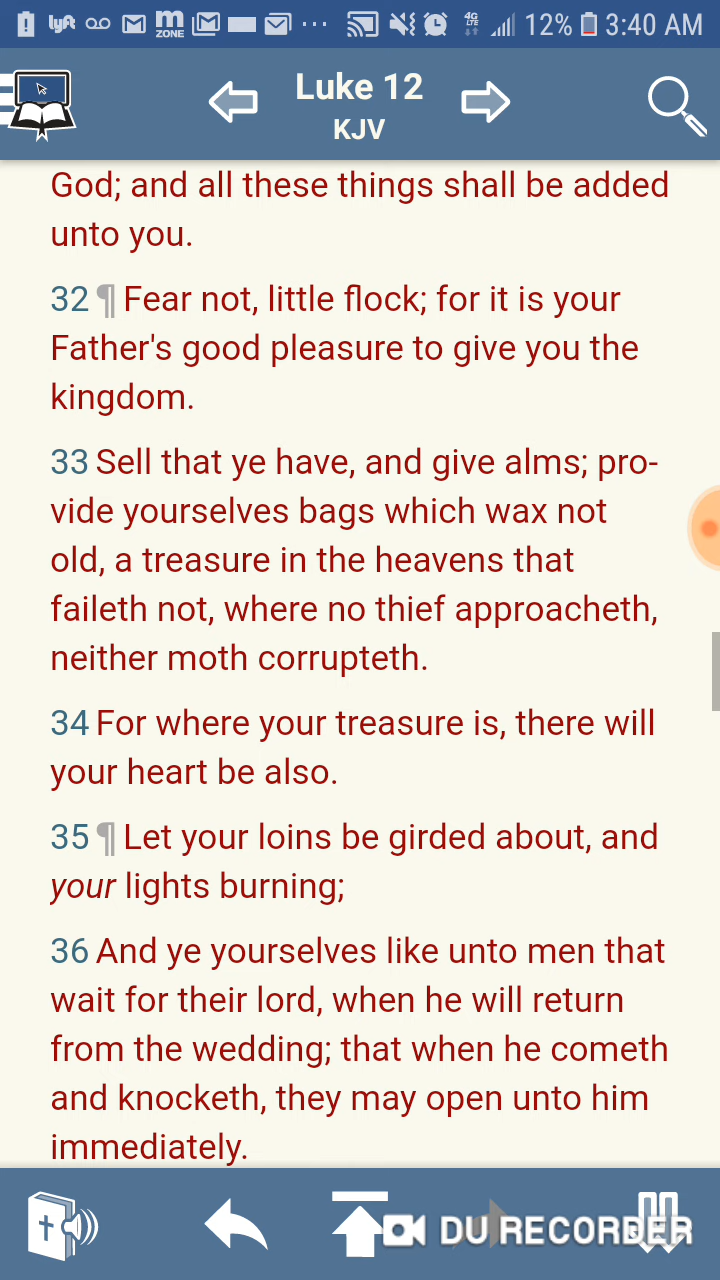 lyft M ZONE 4G LTE 12% 3:40 AM
Luke 12
KJV
God; and all these things shall be added
unto you.
32 ¶ Fear not, little flock; for it is your
Father's good pleasure to give you the
kingdom.
33 Sell that ye have, and give alms; pro-
vide yourselves bags which wax not
old, a treasure in the heavens that
faileth not, where no thief approacheth,
neither moth corrupteth.
34 For where your treasure is, there will
your heart be also.
35 ¶ Let your loins be girded about, and
your lights burning;
36 And ye yourselves like unto men that
wait for their lord, when he will return
from the wedding; that when he cometh
and knocketh, they may open unto him
immediately.
DU RECORDER